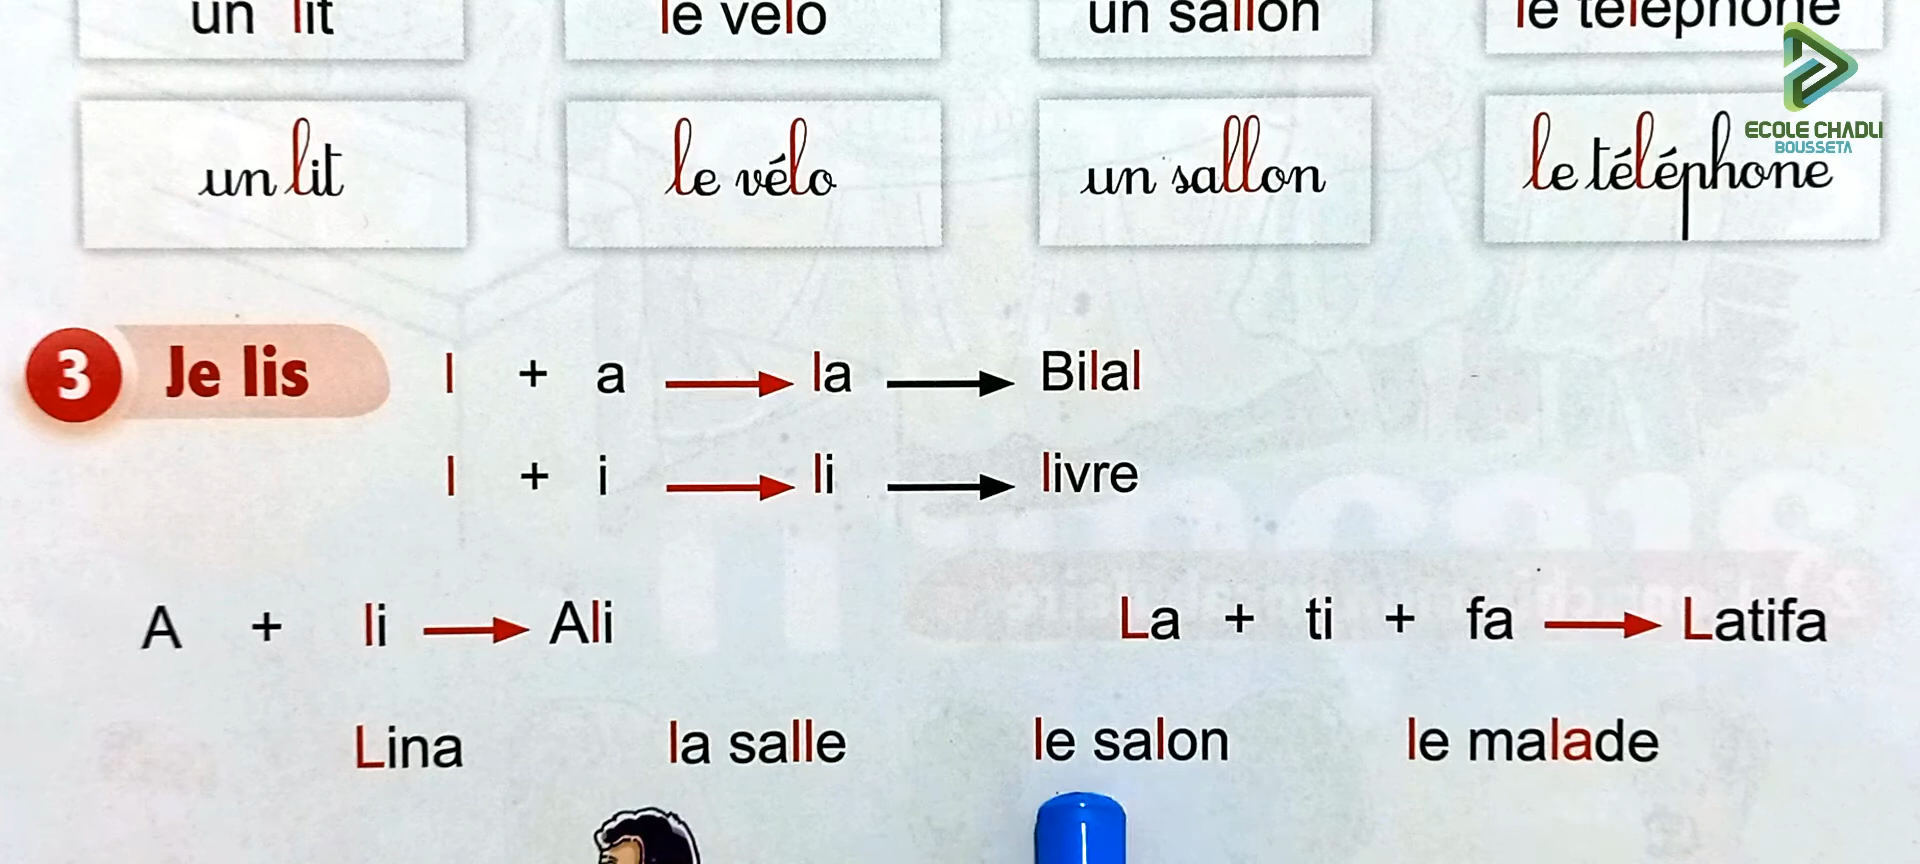 un lit le vélo un sallon le téléphone
ECOLE CHADLI
BOUSSETA
un lit le vélo un sallon le téléphone
3 Je lis l + a la Bilal
l + i li livre
A + li Ali La + ti + fa Latifa
Lina la salle le salon le malade